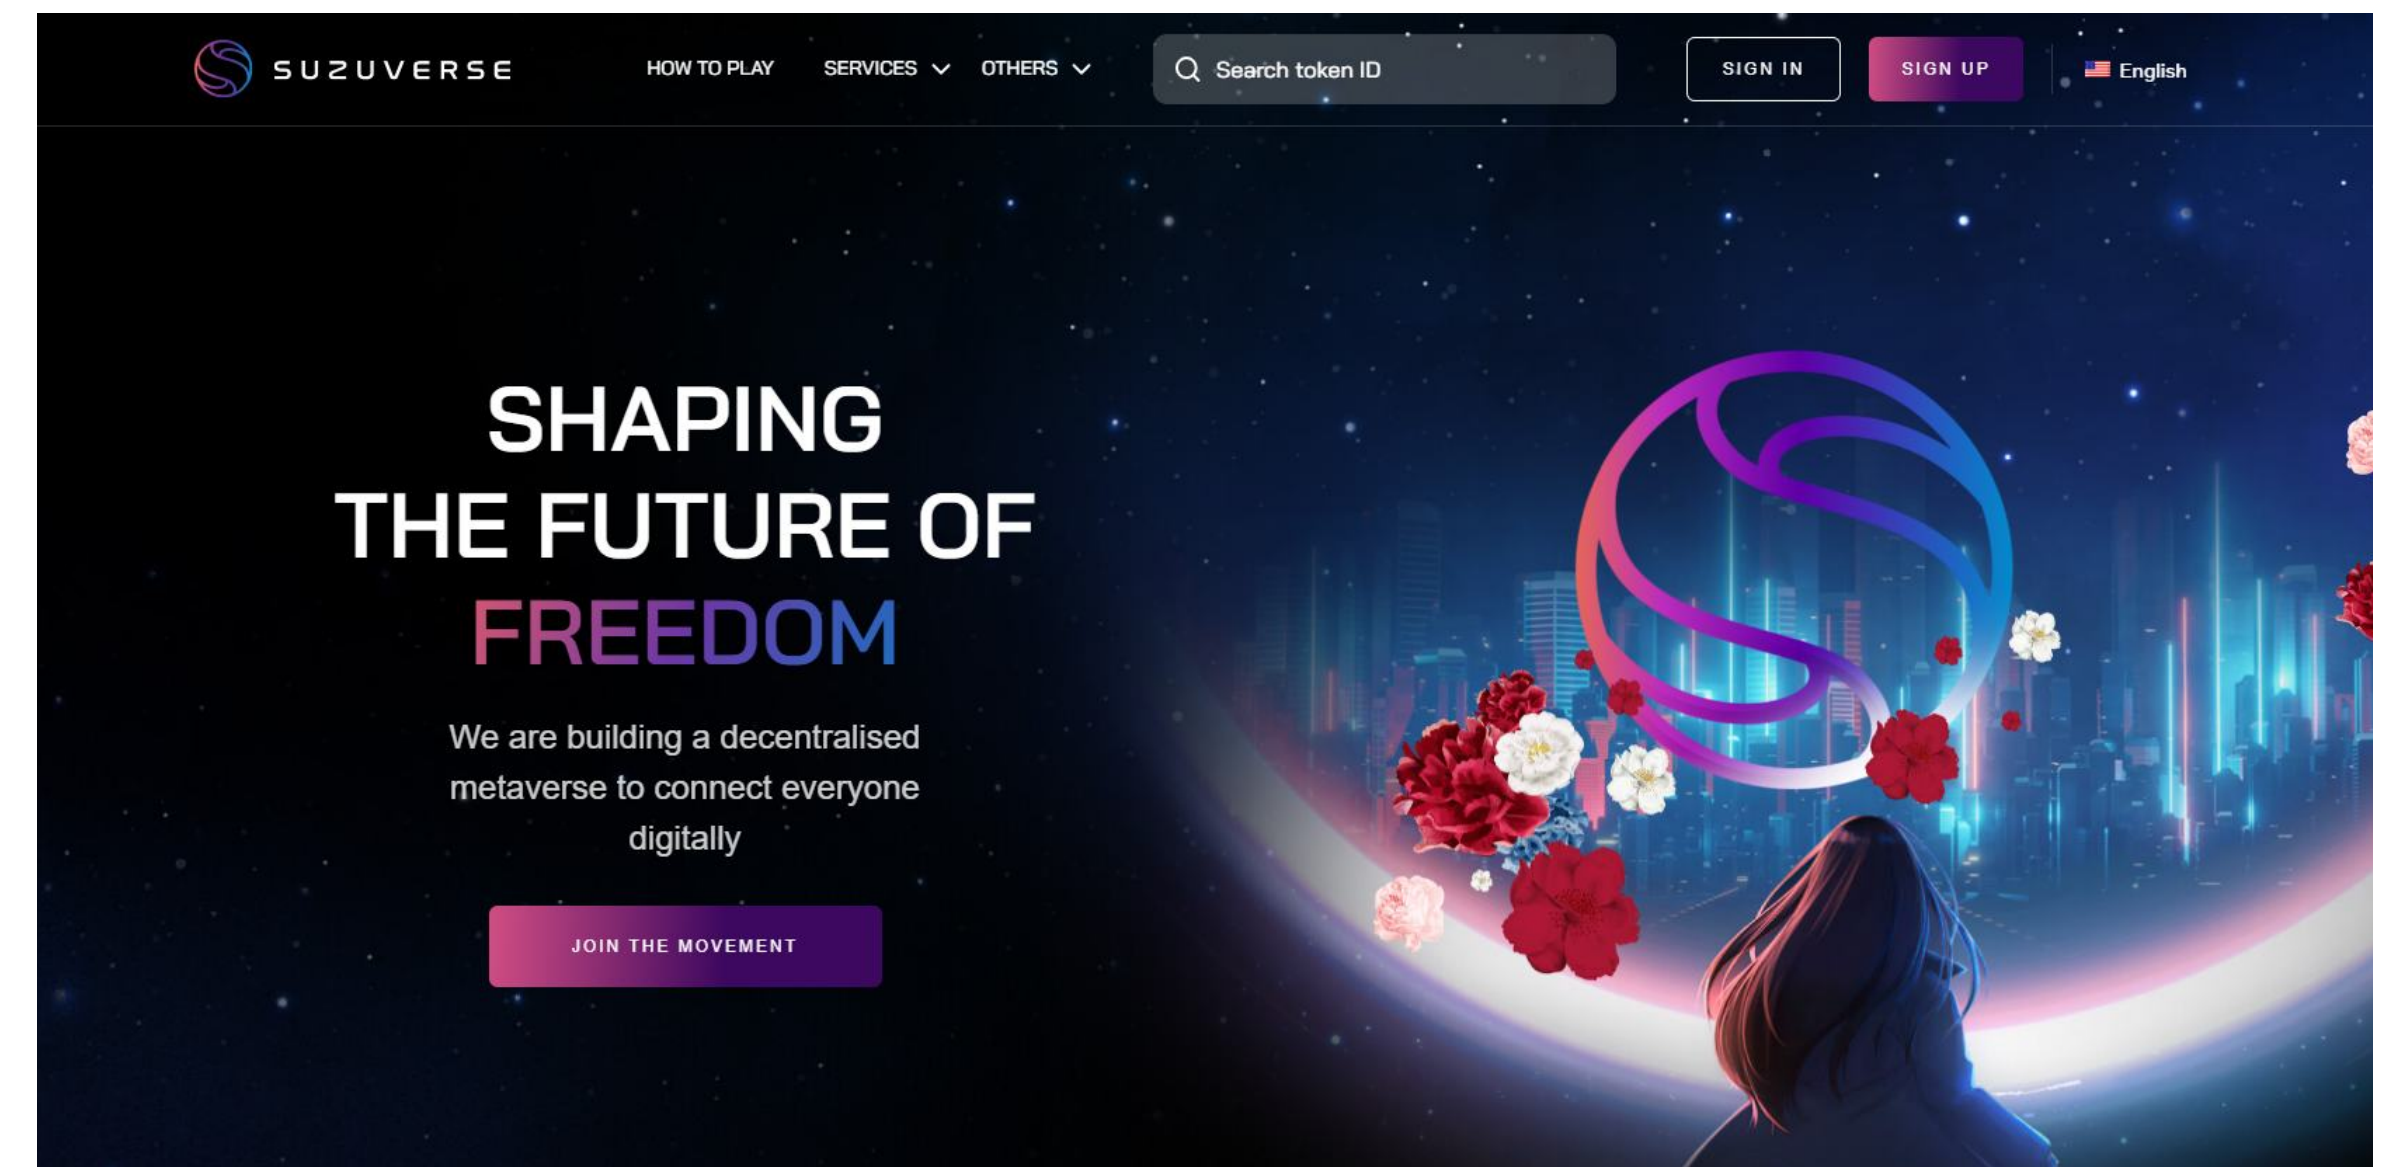 SUZUVERSE
HOW TO PLAY SERVICES OTHERS Search token ID SIGN IN SIGN UP English
SHAPING
THE FUTURE OF
FREEDOM
We are building a decentralised
metaverse to connect everyone
digitally
JOIN THE MOVEMENT